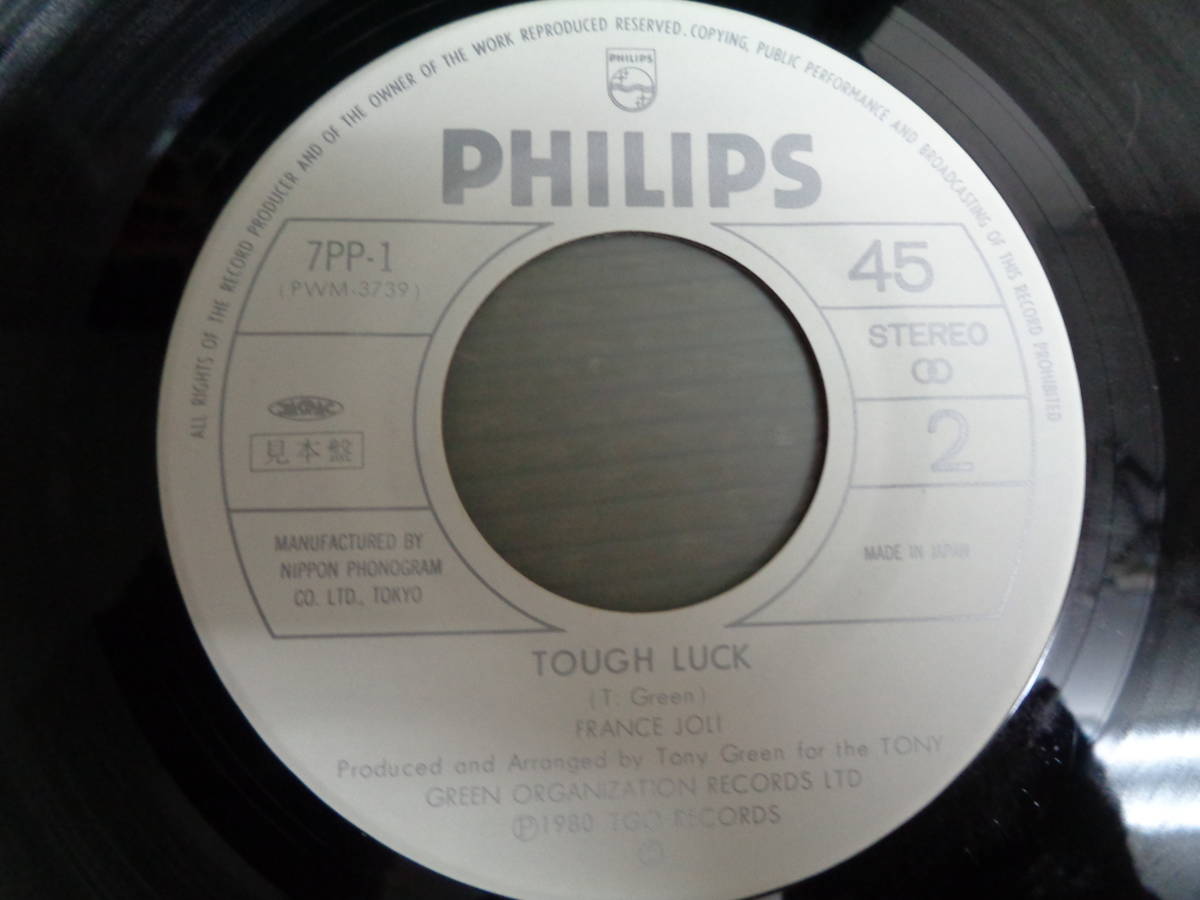 ALL RIGHTS OF THE RECORD PRODUCER AND OF THE OWNER OF THE WORK REPRODUCED RESERVED. COPYING, PUBLIC PERFORMANCE AND BROADCASTING OF THIS RECORD PROHIBITED
PHILIPS
PHILIPS
7PP-1
(PWM-3739)
45
STEREO
2
JASRAC
見本盤
MANUFACTURED BY
NIPPON PHONOGRAM
CO. LTD., TOKYO
MADE IN JAPAN
TOUGH LUCK
(T. Green)
FRANCE JOLI
Produced and Arranged by Tony Green for the TONY
GREEN ORGANIZATION RECORDS LTD
Ⓟ1980 TGO RECORDS